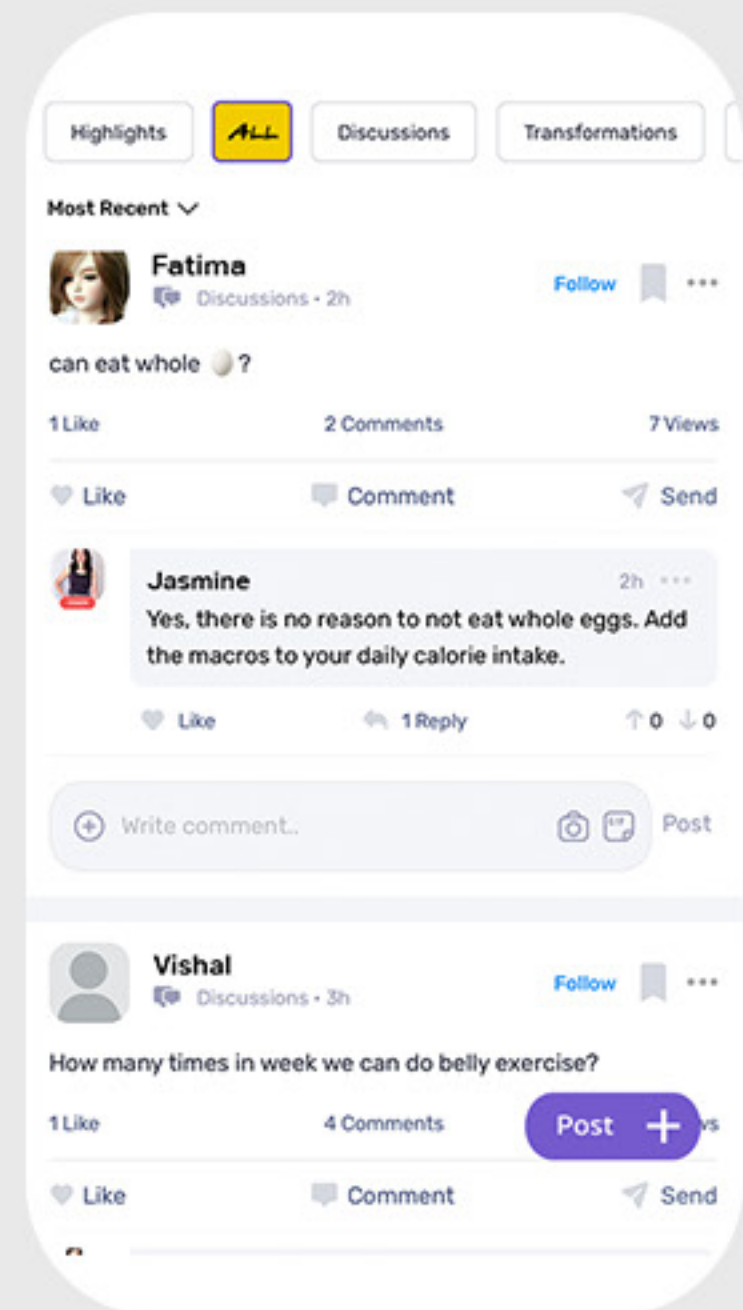 Highlights ALL Discussions Transformations
Most Recent
Fatima
Discussions • 2h
Follow
can eat whole 🥚?
1 Like 2 Comments 7 Views
Like Comment Send
Jasmine 2h
Yes, there is no reason to not eat whole eggs. Add
the macros to your daily calorie intake.
Like 1 Reply 0 0
Write comment.. GIF Post
Vishal
Discussions • 3h
Follow
How many times in week we can do belly exercise?
1 Like 4 Comments ws
Post +
Like Comment Send